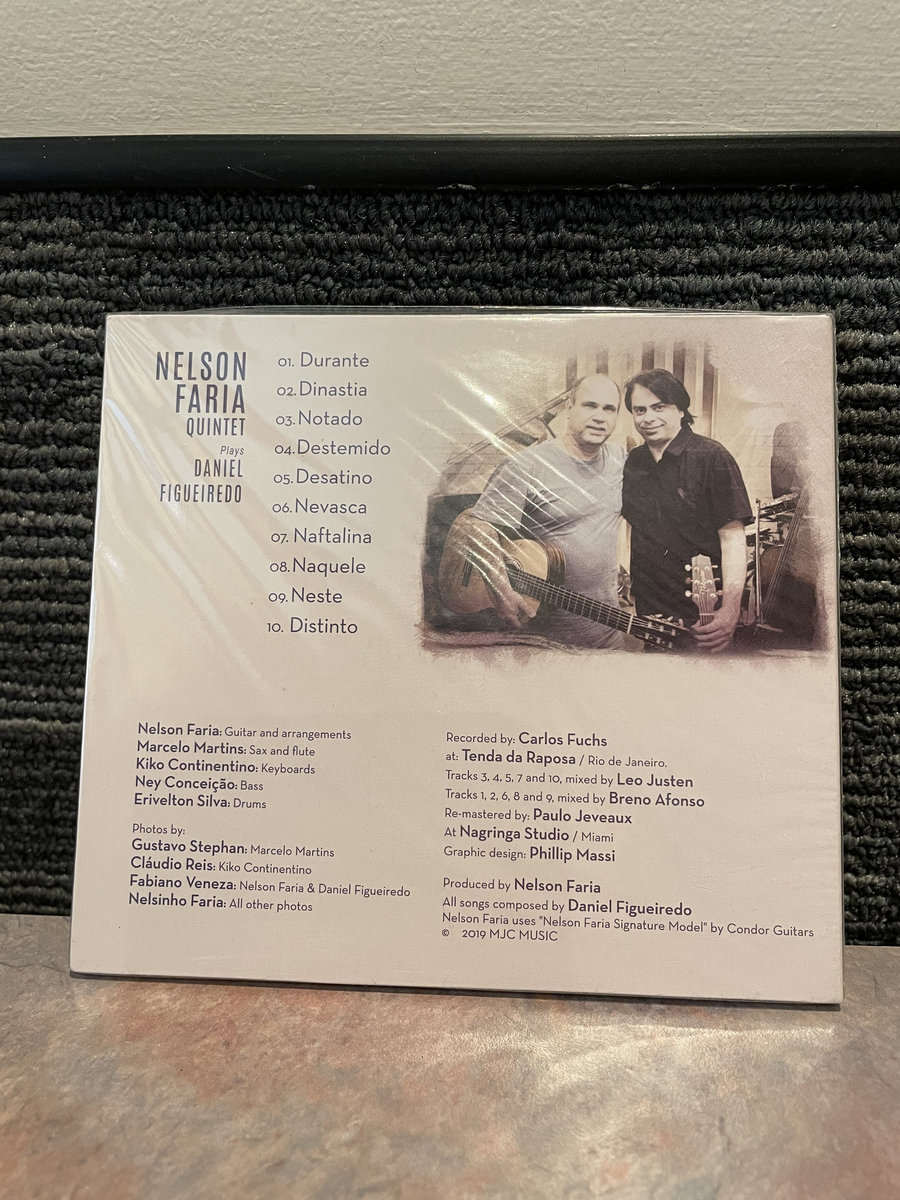 NELSON
FARIA
QUINTET
Plays
DANIEL
FIGUEIREDO
01. Durante
02. Dinastia
03. Notado
04. Destemido
05. Desatino
06. Nevasca
07. Naftalina
08. Naquele
09. Neste
10. Distinto
Nelson Faria: Guitar and arrangements
Marcelo Martins: Sax and flute
Kiko Continentino: Keyboards
Ney Conceição: Bass
Erivelton Silva: Drums
Photos by:
Gustavo Stephan: Marcelo Martins
Cláudio Reis: Kiko Continentino
Fabiano Veneza: Nelson Faria & Daniel Figueiredo
Nelsinho Faria: All other photos
Recorded by: Carlos Fuchs
at: Tenda da Raposa / Rio de Janeiro.
Tracks 3, 4, 5, 7 and 10, mixed by Leo Justen
Tracks 1, 2, 6, 8 and 9, mixed by Breno Afonso
Re-mastered by: Paulo Jeveaux
At Nagringa Studio / Miami
Graphic design: Phillip Massi
Produced by Nelson Faria
All songs composed by Daniel Figueiredo
Nelson Faria uses "Nelson Faria Signature Model" by Condor Guitars
© 2019 MJC MUSIC